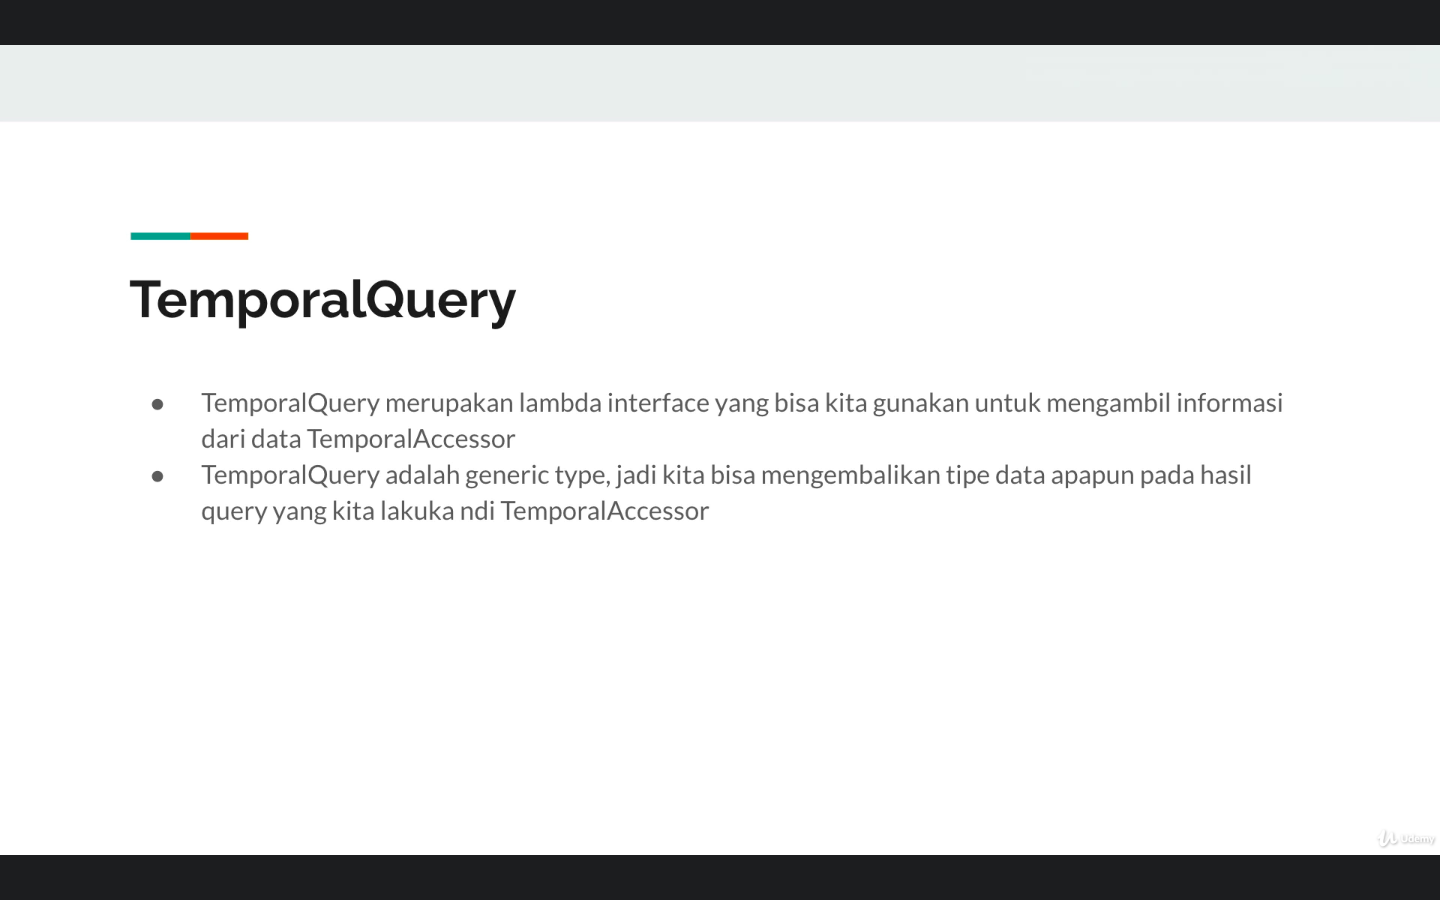 TemporalQuery
● TemporalQuery merupakan lambda interface yang bisa kita gunakan untuk mengambil informasi
dari data TemporalAccessor
● TemporalQuery adalah generic type, jadi kita bisa mengembalikan tipe data apapun pada hasil
query yang kita lakuka ndi TemporalAccessor
Udemy